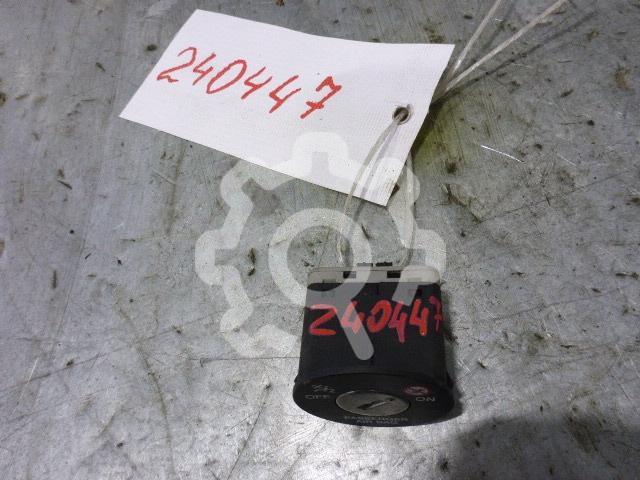 240447
240447
OFF ON
PASSENGER
AIR BAG